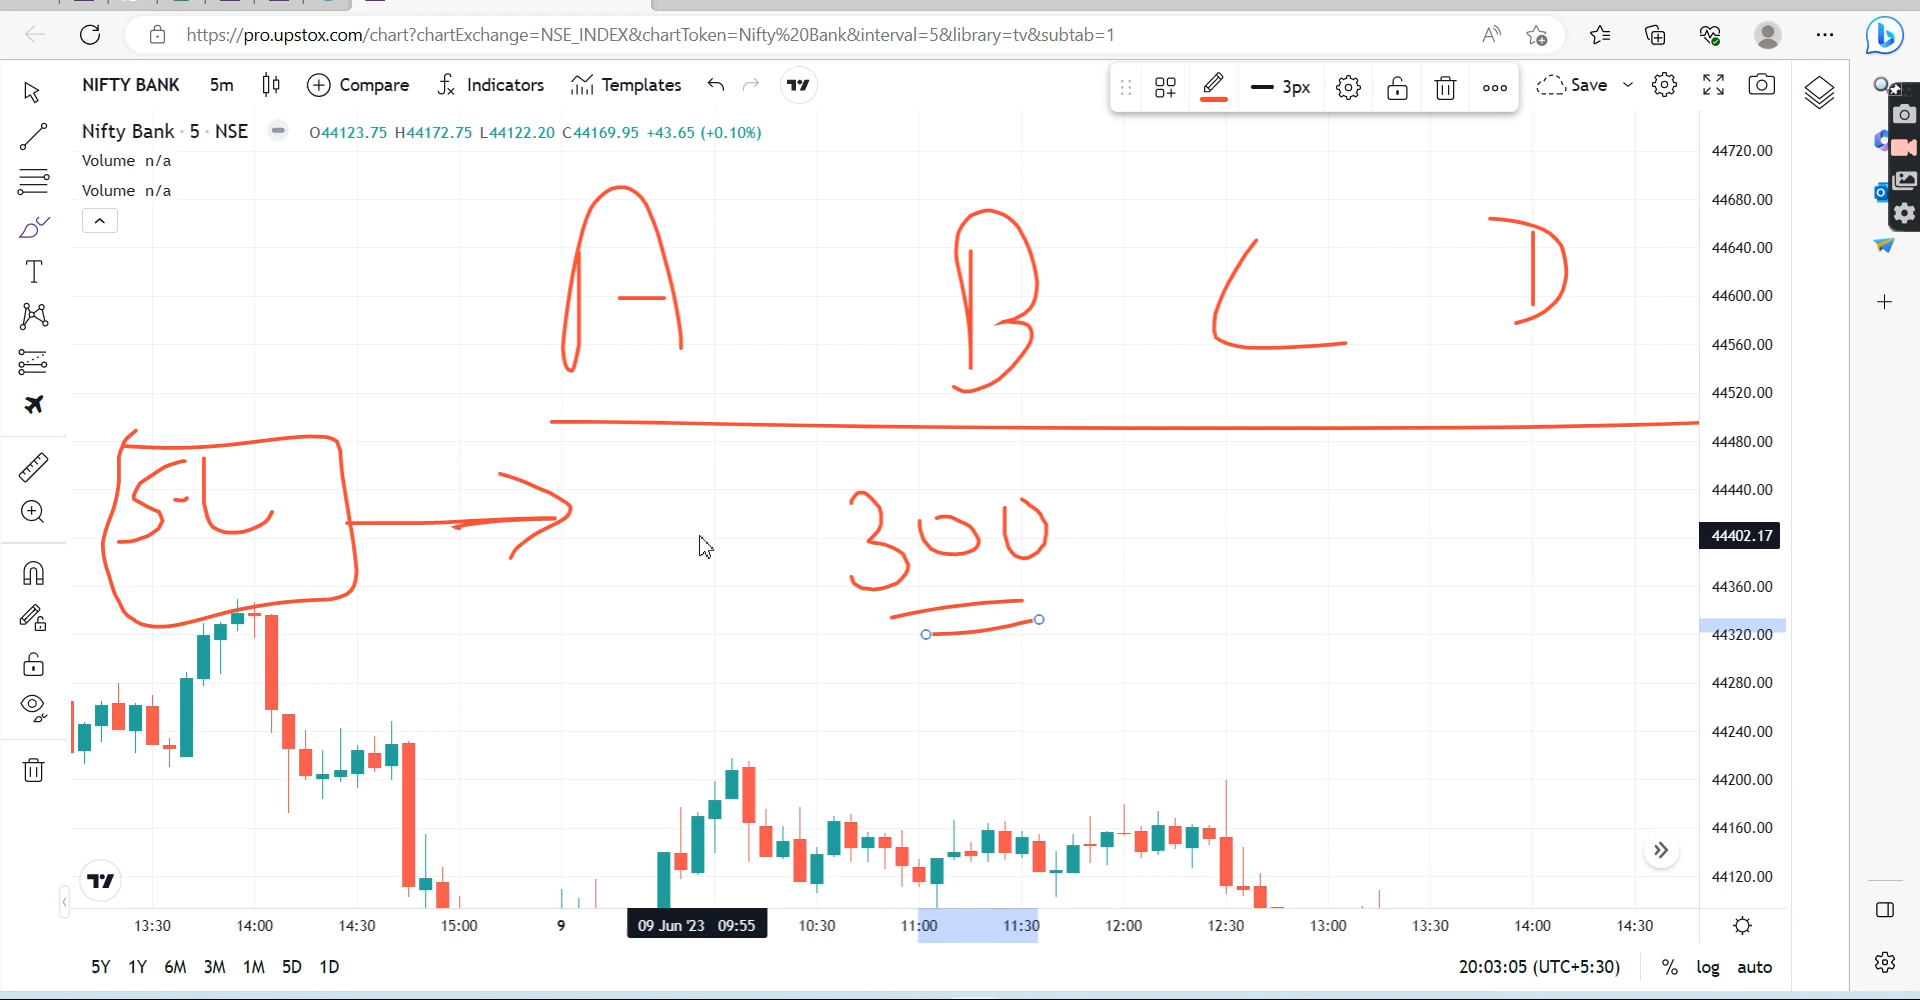 https://pro.upstox.com/chart?chartExchange=NSE_INDEX&chartToken=Nifty%20Bank&interval=5&library=tv&subtab=1
NIFTY BANK 5m Compare Indicators Templates 3px Save
Nifty Bank · 5 · NSE O44123.75 H44172.75 L44122.20 C44169.95 +43.65 (+0.10%)
Volume n/a
Volume n/a
A B C D
S-L 300
44720.00
44680.00
44640.00
44600.00
44560.00
44520.00
44480.00
44440.00
44402.17
44360.00
44320.00
44280.00
44240.00
44200.00
44160.00
44120.00
13:30 14:00 14:30 15:00 9 09 Jun '23 09:55 10:30 11:00 11:30 12:00 12:30 13:00 13:30 14:00 14:30
5Y 1Y 6M 3M 1M 5D 1D 20:03:05 (UTC+5:30) % log auto